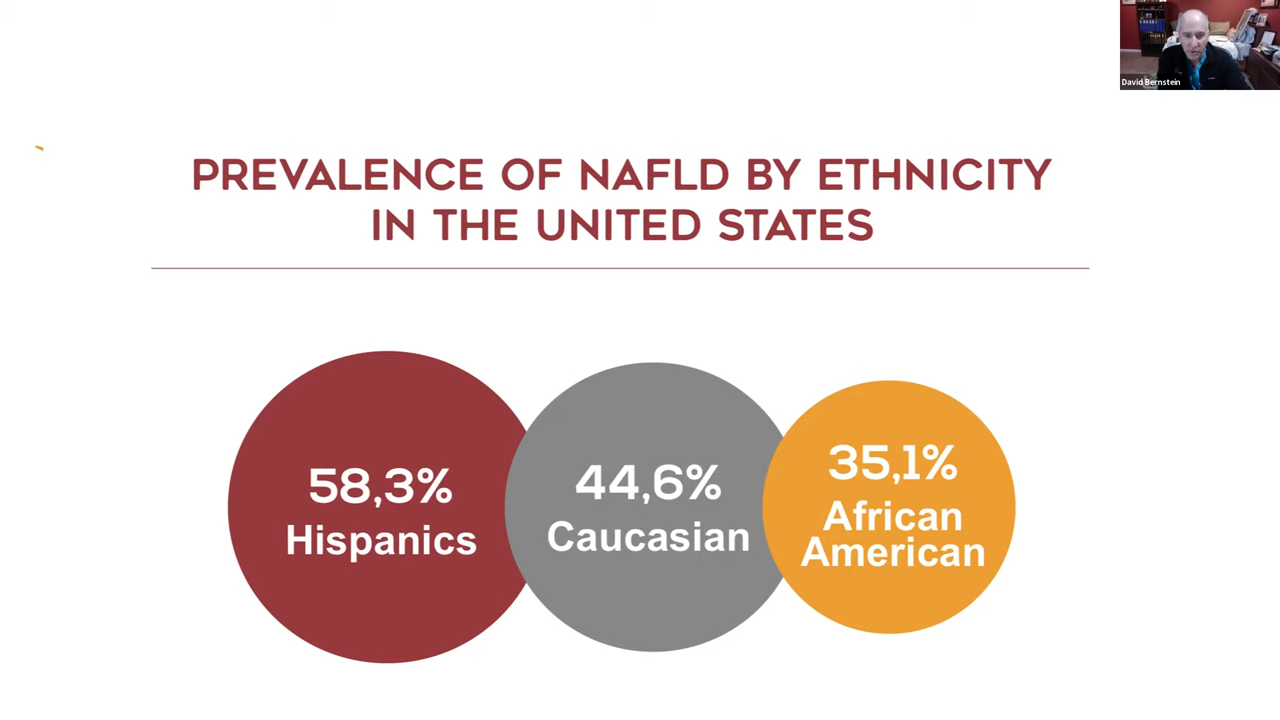 David Bernstein
PREVALENCE OF NAFLD BY ETHNICITY
IN THE UNITED STATES
58,3%
Hispanics
44,6%
Caucasian
35,1%
African
American